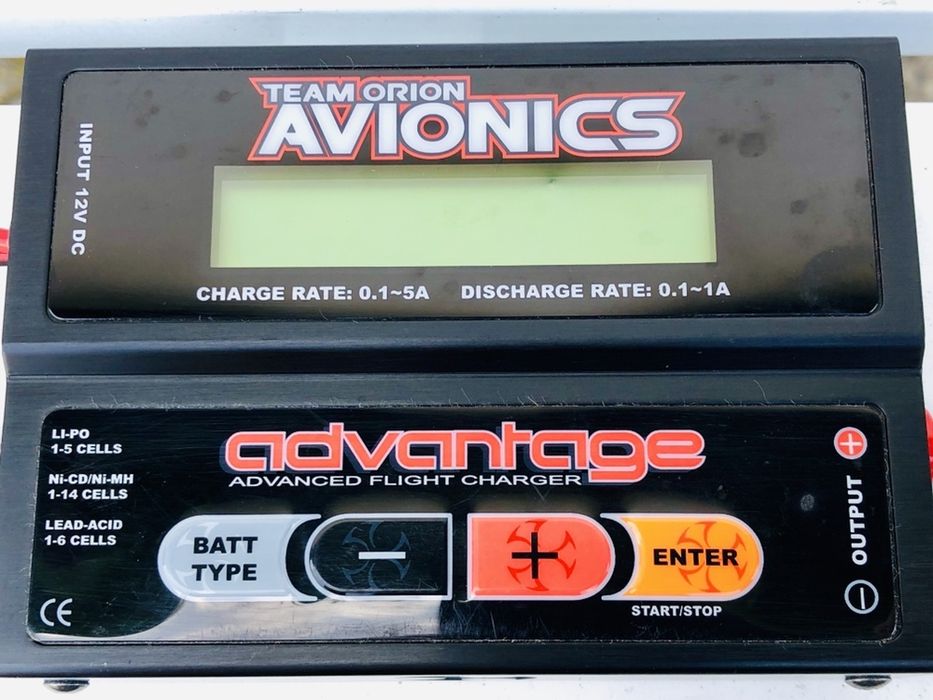 TEAM ORION
AVIONICS
INPUT 12V DC
CHARGE RATE: 0.1~5A DISCHARGE RATE: 0.1~1A
LI-PO
1-5 CELLS
Ni-CD/Ni-MH
1-14 CELLS
LEAD-ACID
1-6 CELLS
advantage
ADVANCED FLIGHT CHARGER
BATT
TYPE
−
+
ENTER
START/STOP
+
OUTPUT
−
CE